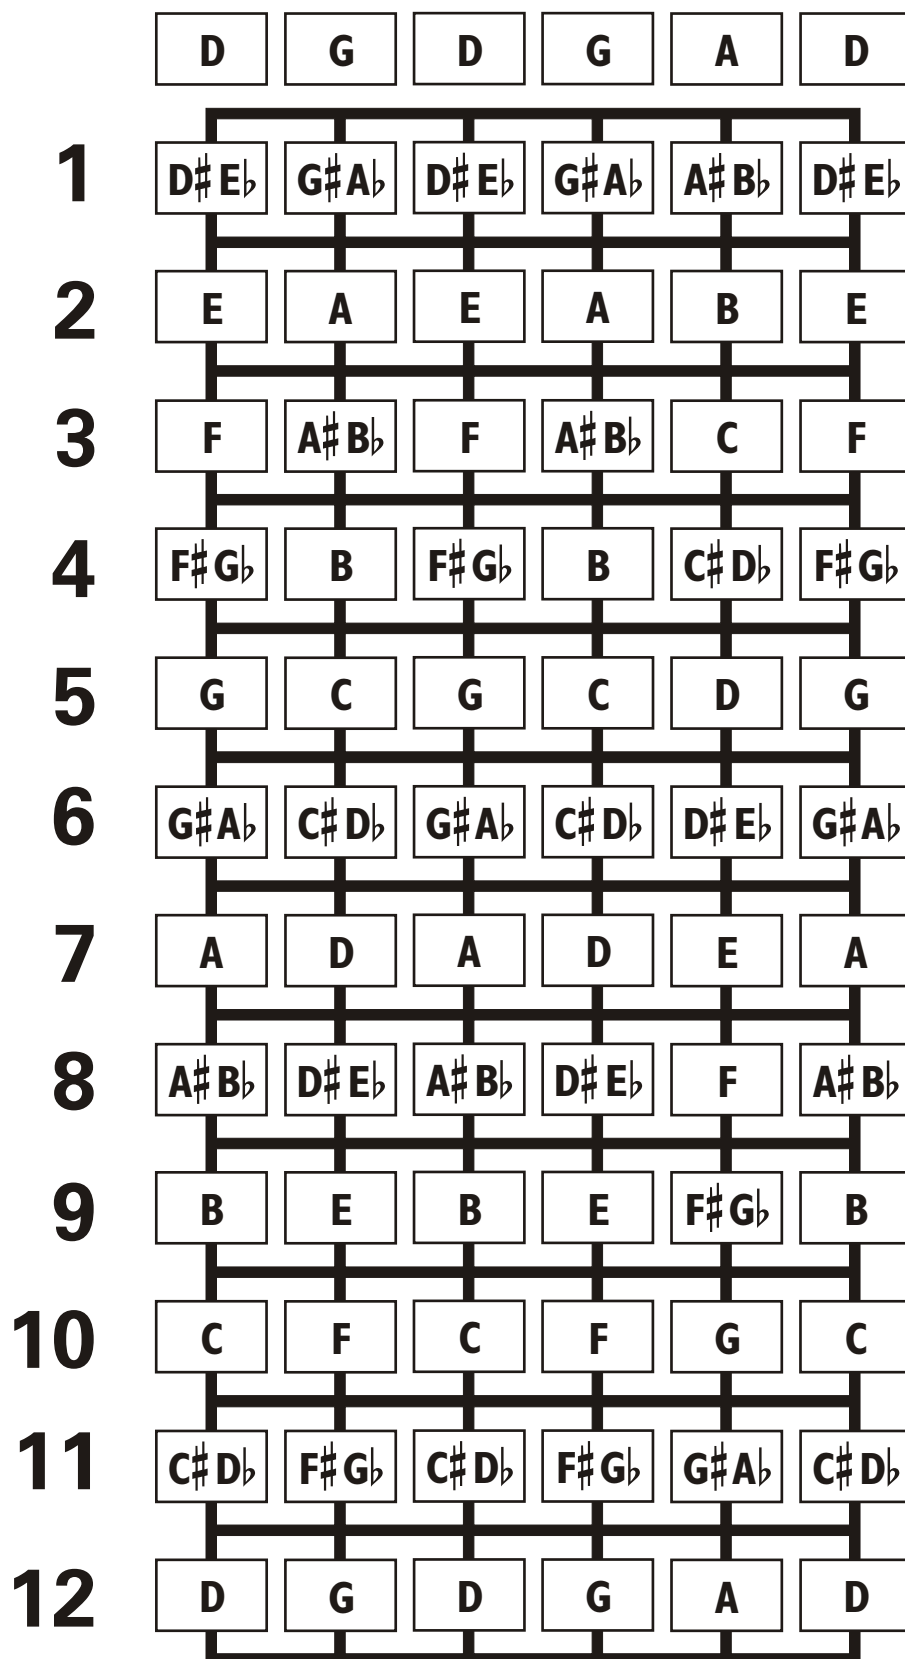 D G D G A D
1 D♯E♭ G♯A♭ D♯E♭ G♯A♭ A♯B♭ D♯E♭
2 E A E A B E
3 F A♯B♭ F A♯B♭ C F
4 F♯G♭ B F♯G♭ B C♯D♭ F♯G♭
5 G C G C D G
6 G♯A♭ C♯D♭ G♯A♭ C♯D♭ D♯E♭ G♯A♭
7 A D A D E A
8 A♯B♭ D♯E♭ A♯B♭ D♯E♭ F A♯B♭
9 B E B E F♯G♭ B
10 C F C F G C
11 C♯D♭ F♯G♭ C♯D♭ F♯G♭ G♯A♭ C♯D♭
12 D G D G A D